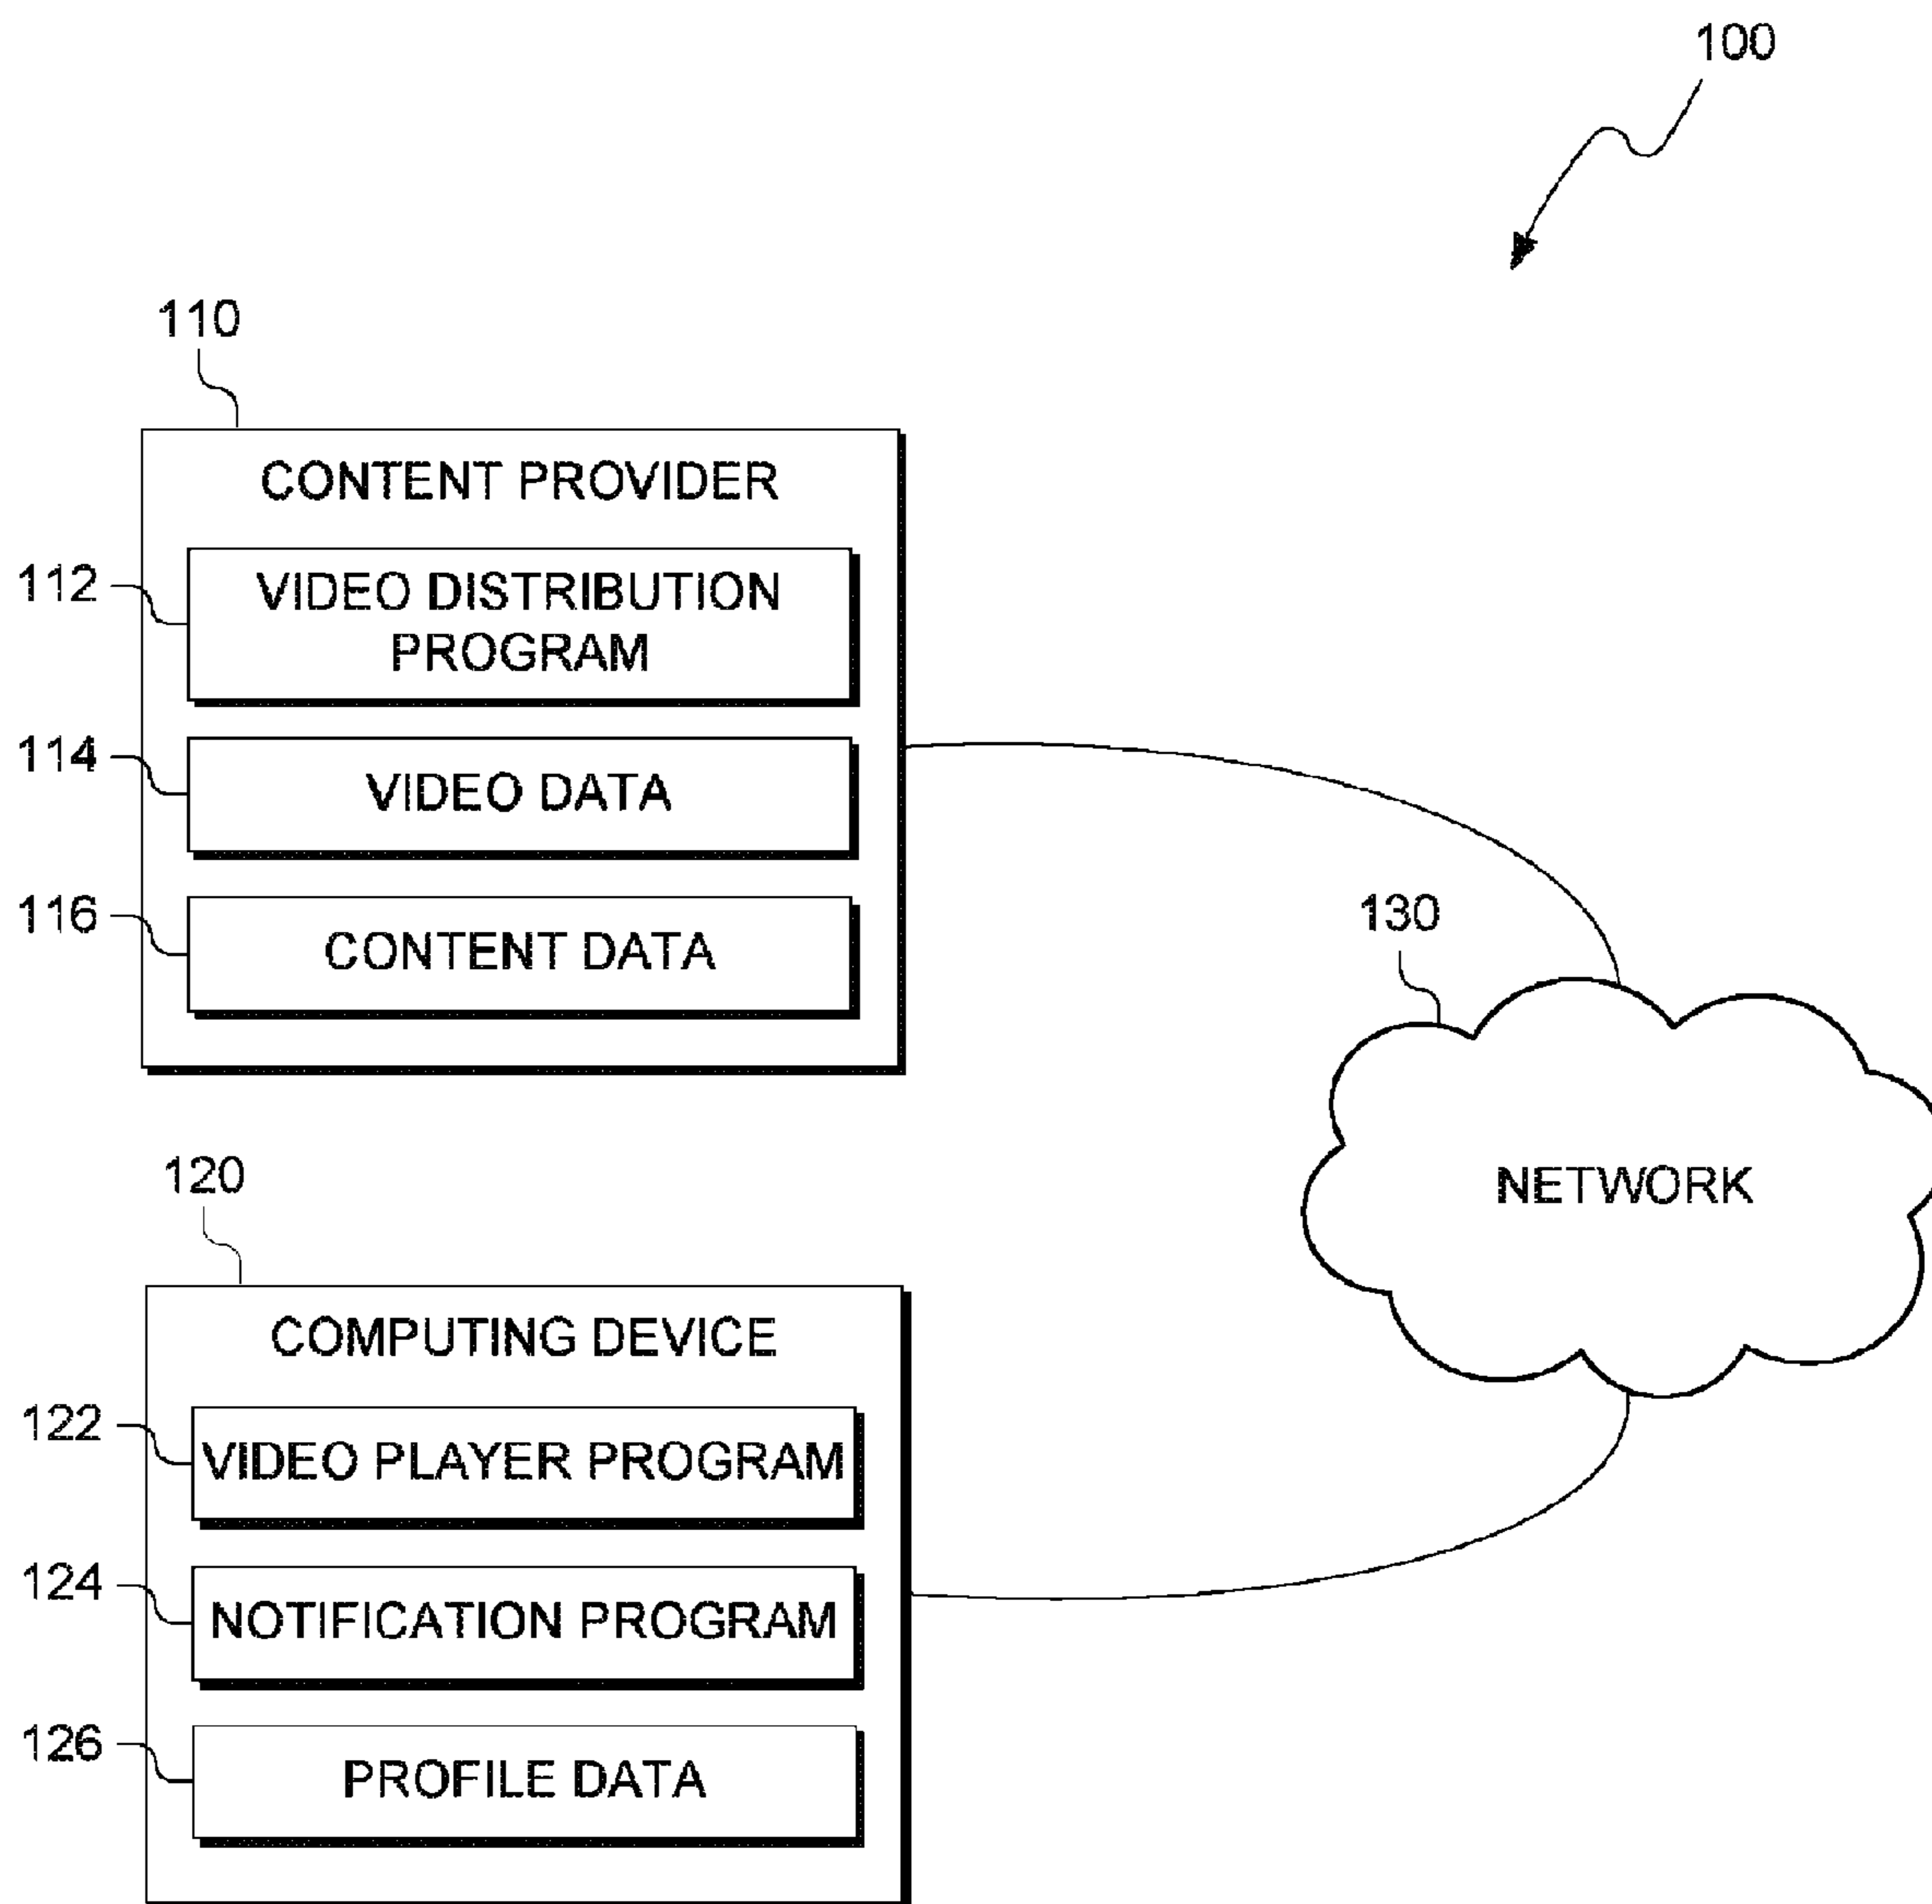 100
110
CONTENT PROVIDER
112
VIDEO DISTRIBUTION
PROGRAM
114
VIDEO DATA
116
CONTENT DATA
130
NETWORK
120
COMPUTING DEVICE
122
VIDEO PLAYER PROGRAM
124
NOTIFICATION PROGRAM
126
PROFILE DATA